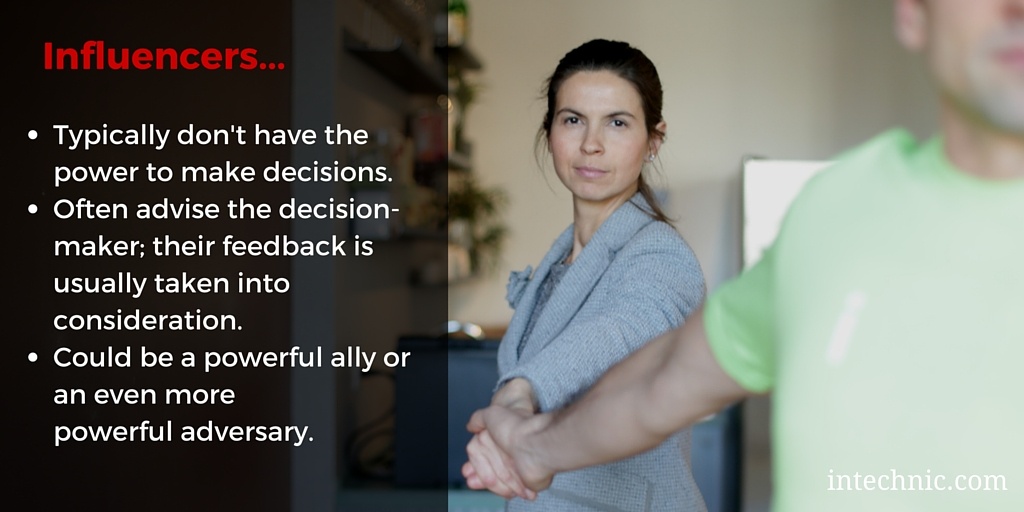 Influencers...
• Typically don't have the
power to make decisions.
• Often advise the decision-
maker; their feedback is
usually taken into
consideration.
• Could be a powerful ally or
an even more
powerful adversary.
intechnic.com